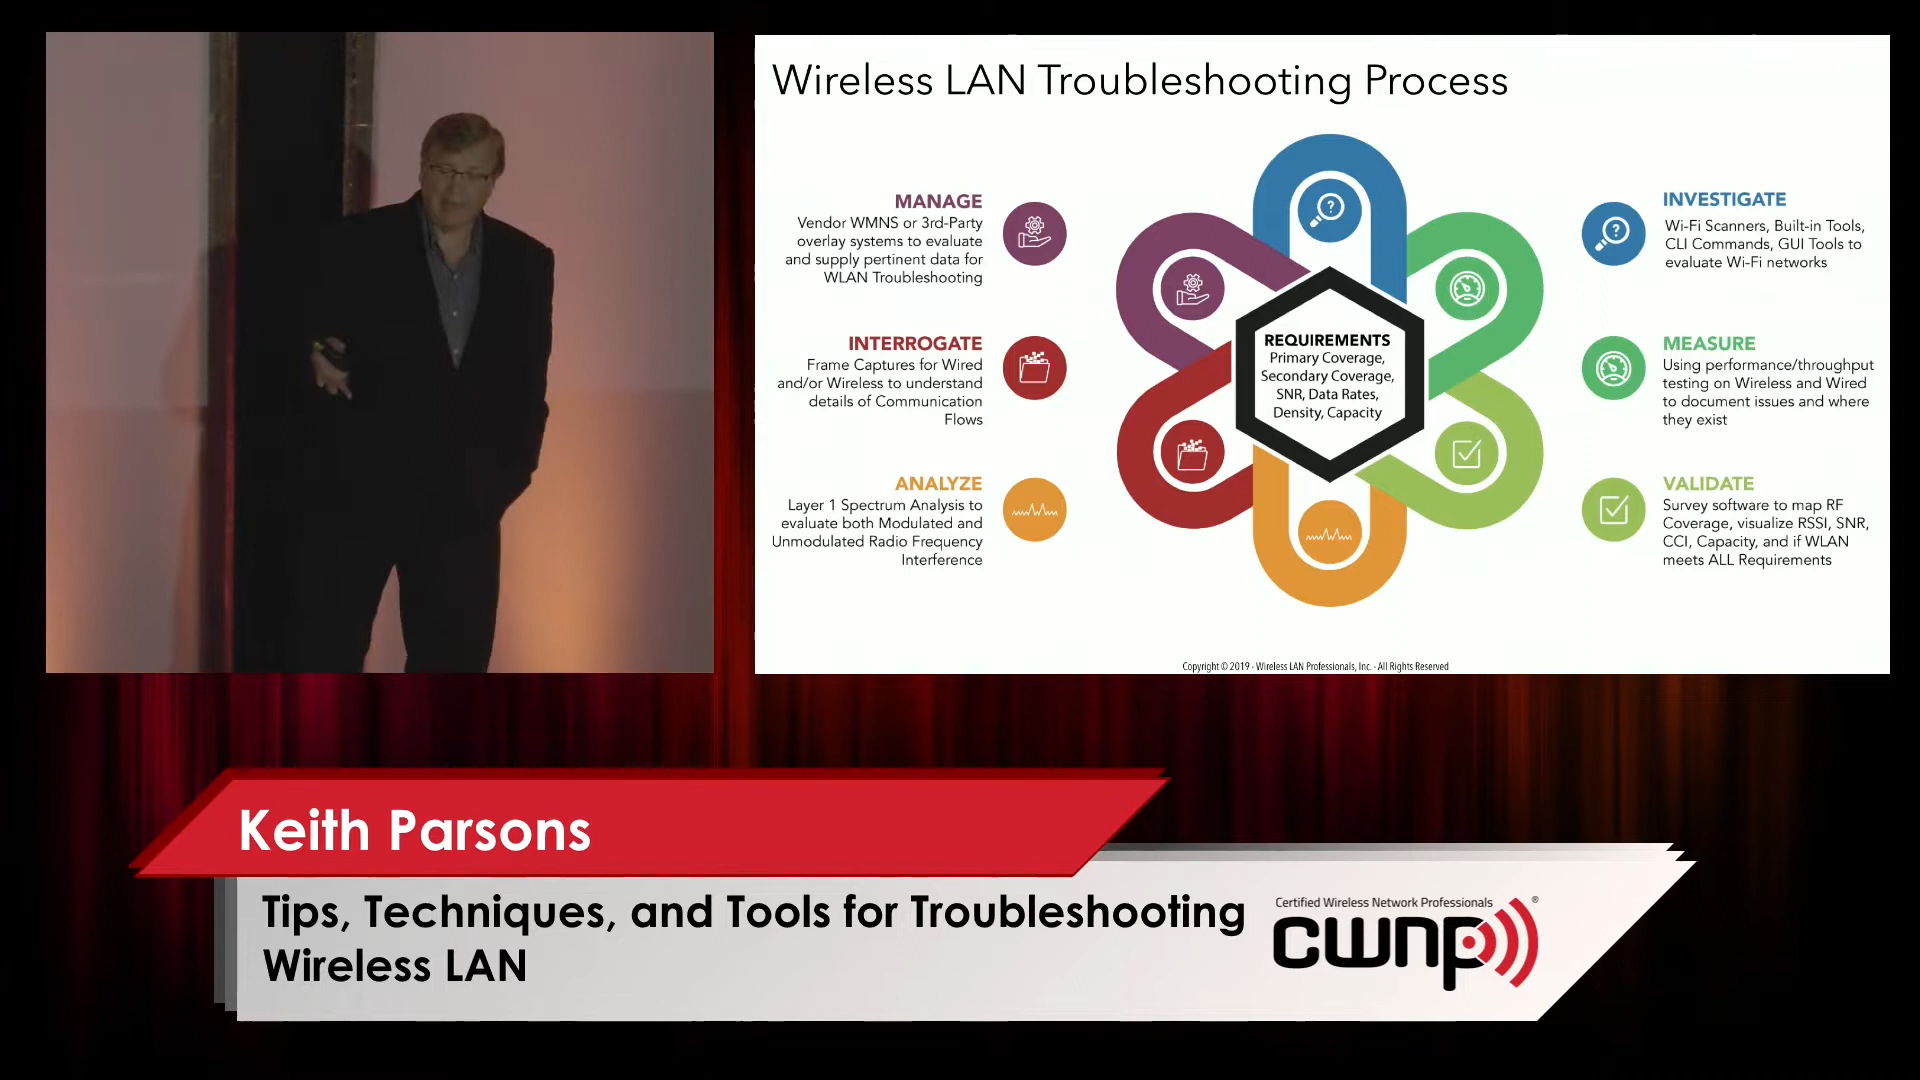 Wireless LAN Troubleshooting Process
MANAGE
Vendor WMNS or 3rd-Party
overlay systems to evaluate
and supply pertinent data for
WLAN Troubleshooting
INTERROGATE
Frame Captures for Wired
and/or Wireless to understand
details of Communication
Flows
ANALYZE
Layer 1 Spectrum Analysis to
evaluate both Modulated and
Unmodulated Radio Frequency
Interference
REQUIREMENTS
Primary Coverage,
Secondary Coverage,
SNR, Data Rates,
Density, Capacity
INVESTIGATE
Wi-Fi Scanners, Built-in Tools,
CLI Commands, GUI Tools to
evaluate Wi-Fi networks
MEASURE
Using performance/throughput
testing on Wireless and Wired
to document issues and where
they exist
VALIDATE
Survey software to map RF
Coverage, visualize RSSI, SNR,
CCI, Capacity, and if WLAN
meets ALL Requirements
Copyright © 2019 - Wireless LAN Professionals, Inc. - All Rights Reserved
Keith Parsons
Tips, Techniques, and Tools for Troubleshooting
Wireless LAN
Certified Wireless Network Professionals ®
cwnp